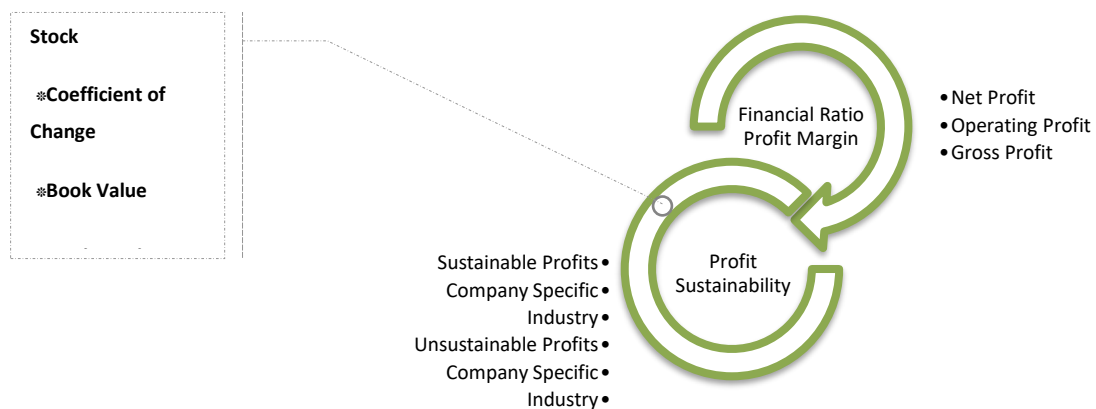 Stock
❊Coefficient of
Change
❊Book Value
Financial Ratio
Profit Margin
•Net Profit
•Operating Profit
•Gross Profit
Profit
Sustainability
Sustainable Profits•
Company Specific•
Industry•
Unsustainable Profits•
Company Specific•
Industry•